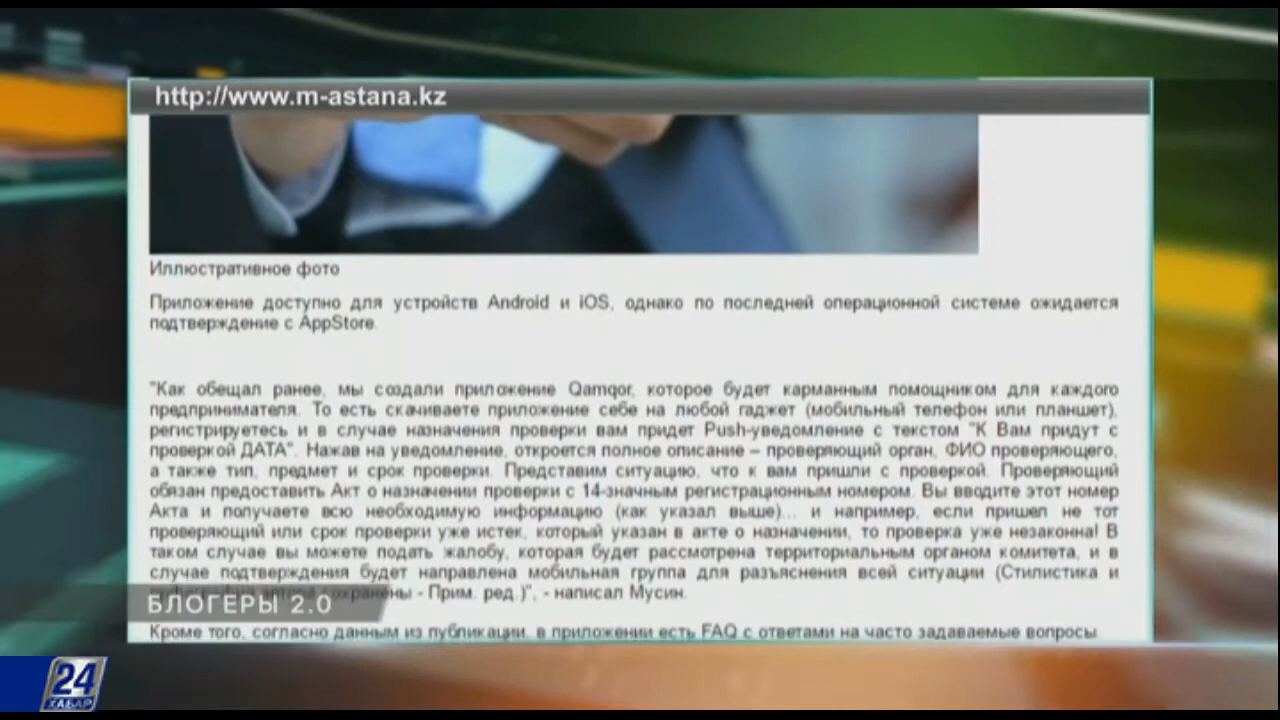 http://www.m-astana.kz
Иллюстративное фото
Приложение доступно для устройств Android и iOS, однако по последней операционной системе ожидается
подтверждение с AppStore.
"Как обещал ранее, мы создали приложение Qamqor, которое будет карманным помощником для каждого
предпринимателя. То есть скачиваете приложение себе на любой гаджет (мобильный телефон или планшет),
регистрируетесь и в случае назначения проверки вам придет Push-уведомление с текстом "К Вам придут с
проверкой ДАТА". Нажав на уведомление, откроется полное описание – проверяющий орган, ФИО проверяющего,
а также тип, предмет и срок проверки. Представим ситуацию, что к вам пришли с проверкой. Проверяющий
обязан предоставить Акт о назначении проверки с 14-значным регистрационным номером. Вы вводите этот номер
Акта и получаете всю необходимую информацию (как указал выше)... и например, если пришел не тот
проверяющий или срок проверки уже истек, который указан в акте о назначении, то проверка уже незаконна! В
таком случае вы можете подать жалобу, которая будет рассмотрена территориальным органом комитета, и в
случае подтверждения будет направлена мобильная группа для разъяснения всей ситуации (Стилистика и
сохранены - Прим. ред.)", - написал Мусин.
БЛОГЕРЫ 2.0
Кроме того, согласно данным из публикации, в приложении есть FAQ с ответами на часто задаваемые вопросы.
24
ХАБАР